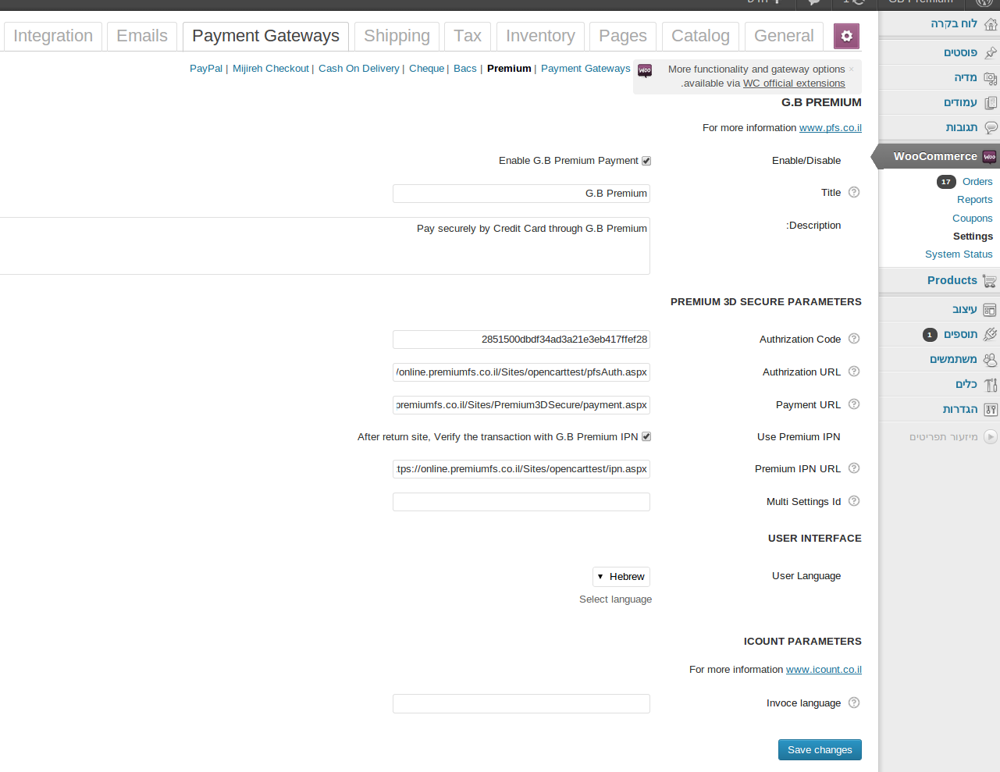 GB Premium
1
Integration
Emails
Payment Gateways
Shipping
Tax
Inventory
Pages
Catalog
General
PayPal | Mijireh Checkout | Cash On Delivery | Cheque | Bacs | Premium | Payment Gateways
More functionality and gateway options
.available via WC official extensions
×
Woo
G.B PREMIUM
For more information www.pfs.co.il
Enable/Disable
Enable G.B Premium Payment
Title
G.B Premium
:Description
Pay securely by Credit Card through G.B Premium
PREMIUM 3D SECURE PARAMETERS
Authrization Code
2851500dbdf34ad3a21e3eb417ffef28
Authrization URL
/online.premiumfs.co.il/Sites/opencarttest/pfsAuth.aspx
Payment URL
premiumfs.co.il/Sites/Premium3DSecure/payment.aspx
Use Premium IPN
After return site, Verify the transaction with G.B Premium IPN
Premium IPN URL
tps://online.premiumfs.co.il/Sites/opencarttest/ipn.aspx
Multi Settings Id
USER INTERFACE
User Language
Hebrew
Select language
ICOUNT PARAMETERS
For more information www.icount.co.il
Invoce language
Save changes
לוח בקרה
פוסטים
מדיה
עמודים
תגובות
WooCommerce
Woo
Orders 17
Reports
Coupons
Settings
System Status
Products
עיצוב
תוספים 1
משתמשים
כלים
הגדרות
מיזעור תפריטים